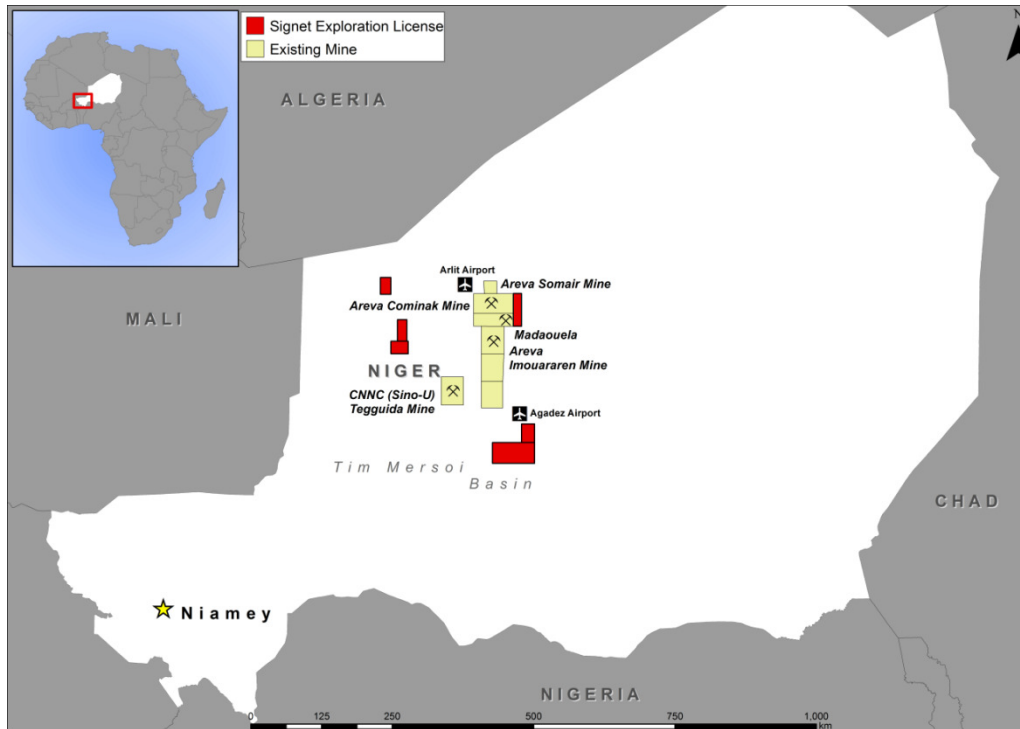 Signet Exploration License
Existing Mine
N
ALGERIA
MALI
Arlit Airport
Areva Somair Mine
Areva Cominak Mine
Madaouela
Areva
Imouararen Mine
NIGER
CNNC (Sino-U)
Tegguida Mine
Agadez Airport
Tim Mersoi
Basin
CHAD
Niamey
NIGERIA
0 125 250 500 750 1,000
km